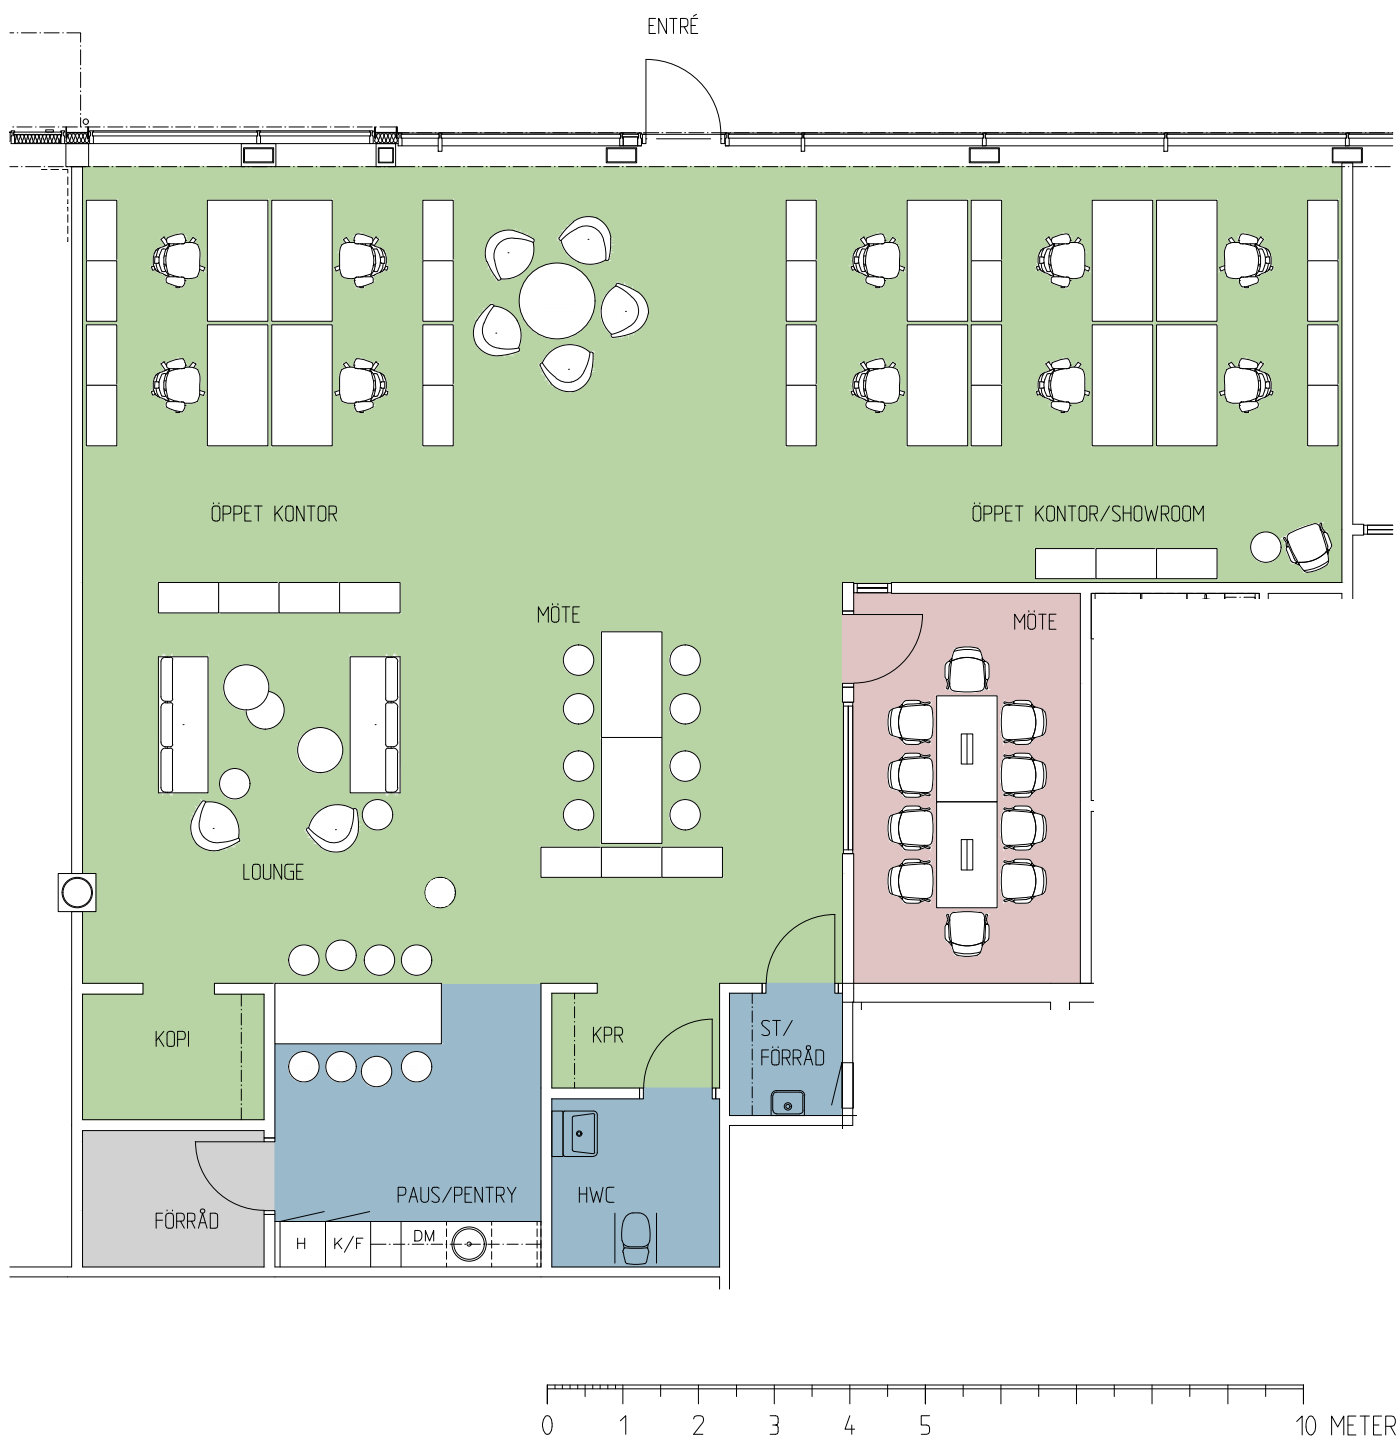 ENTRÉ
ÖPPET KONTOR
ÖPPET KONTOR/SHOWROOM
MÖTE
MÖTE
LOUNGE
KOPI
KPR
ST/
FÖRRÅD
PAUS/PENTRY
HWC
FÖRRÅD
H
K/F
DM
0 1 2 3 4 5 10 METER